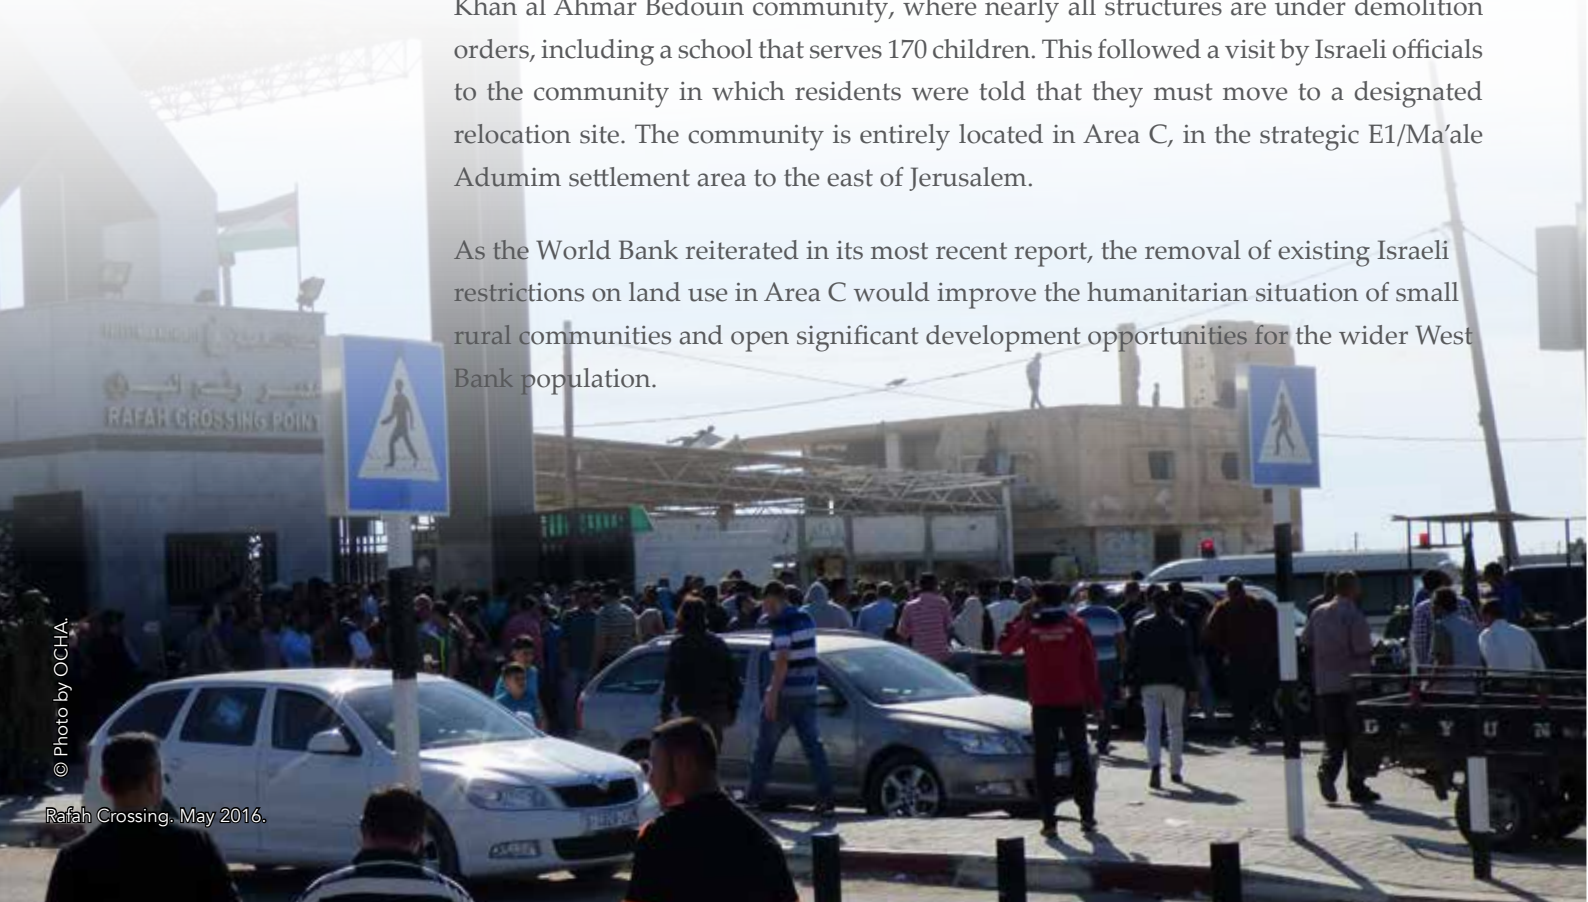 Khan al Ahmar Bedouin community, where nearly all structures are under demolition
orders, including a school that serves 170 children. This followed a visit by Israeli officials
to the community in which residents were told that they must move to a designated
relocation site. The community is entirely located in Area C, in the strategic E1/Ma’ale
Adumim settlement area to the east of Jerusalem.
As the World Bank reiterated in its most recent report, the removal of existing Israeli
restrictions on land use in Area C would improve the humanitarian situation of small
rural communities and open significant development opportunities for the wider West
Bank population.
معبر رفح البري
RAFAH CROSSING POINT
DAYUN
© Photo by OCHA.
Rafah Crossing. May 2016.